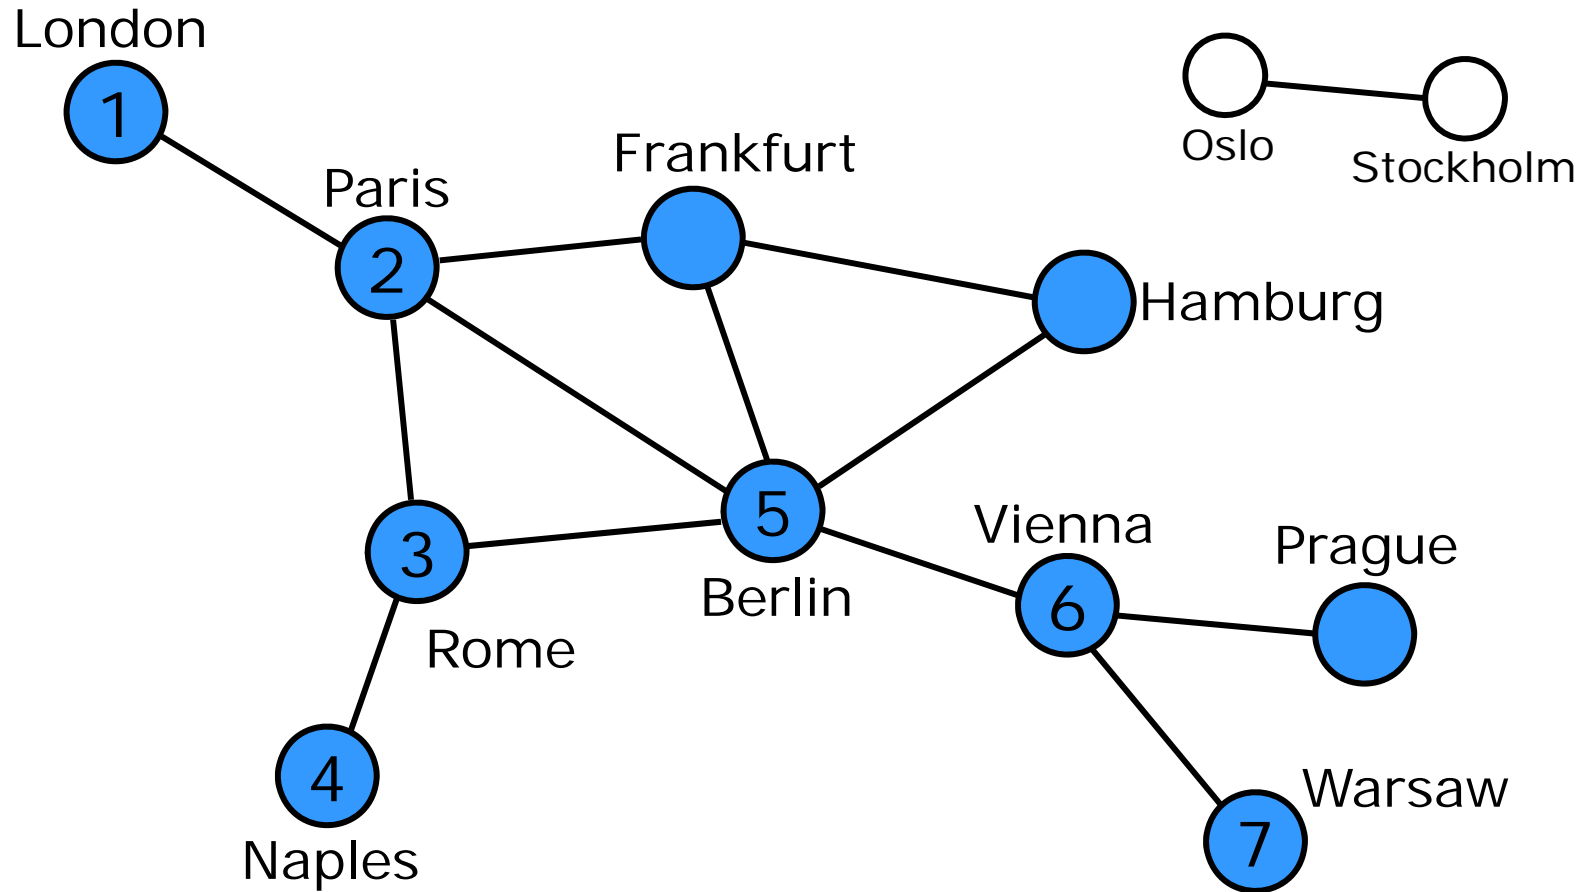 London
1
Oslo
Stockholm
Frankfurt
Paris
2
Hamburg
5
Vienna
Prague
3
Berlin
6
Rome
4
Warsaw
7
Naples